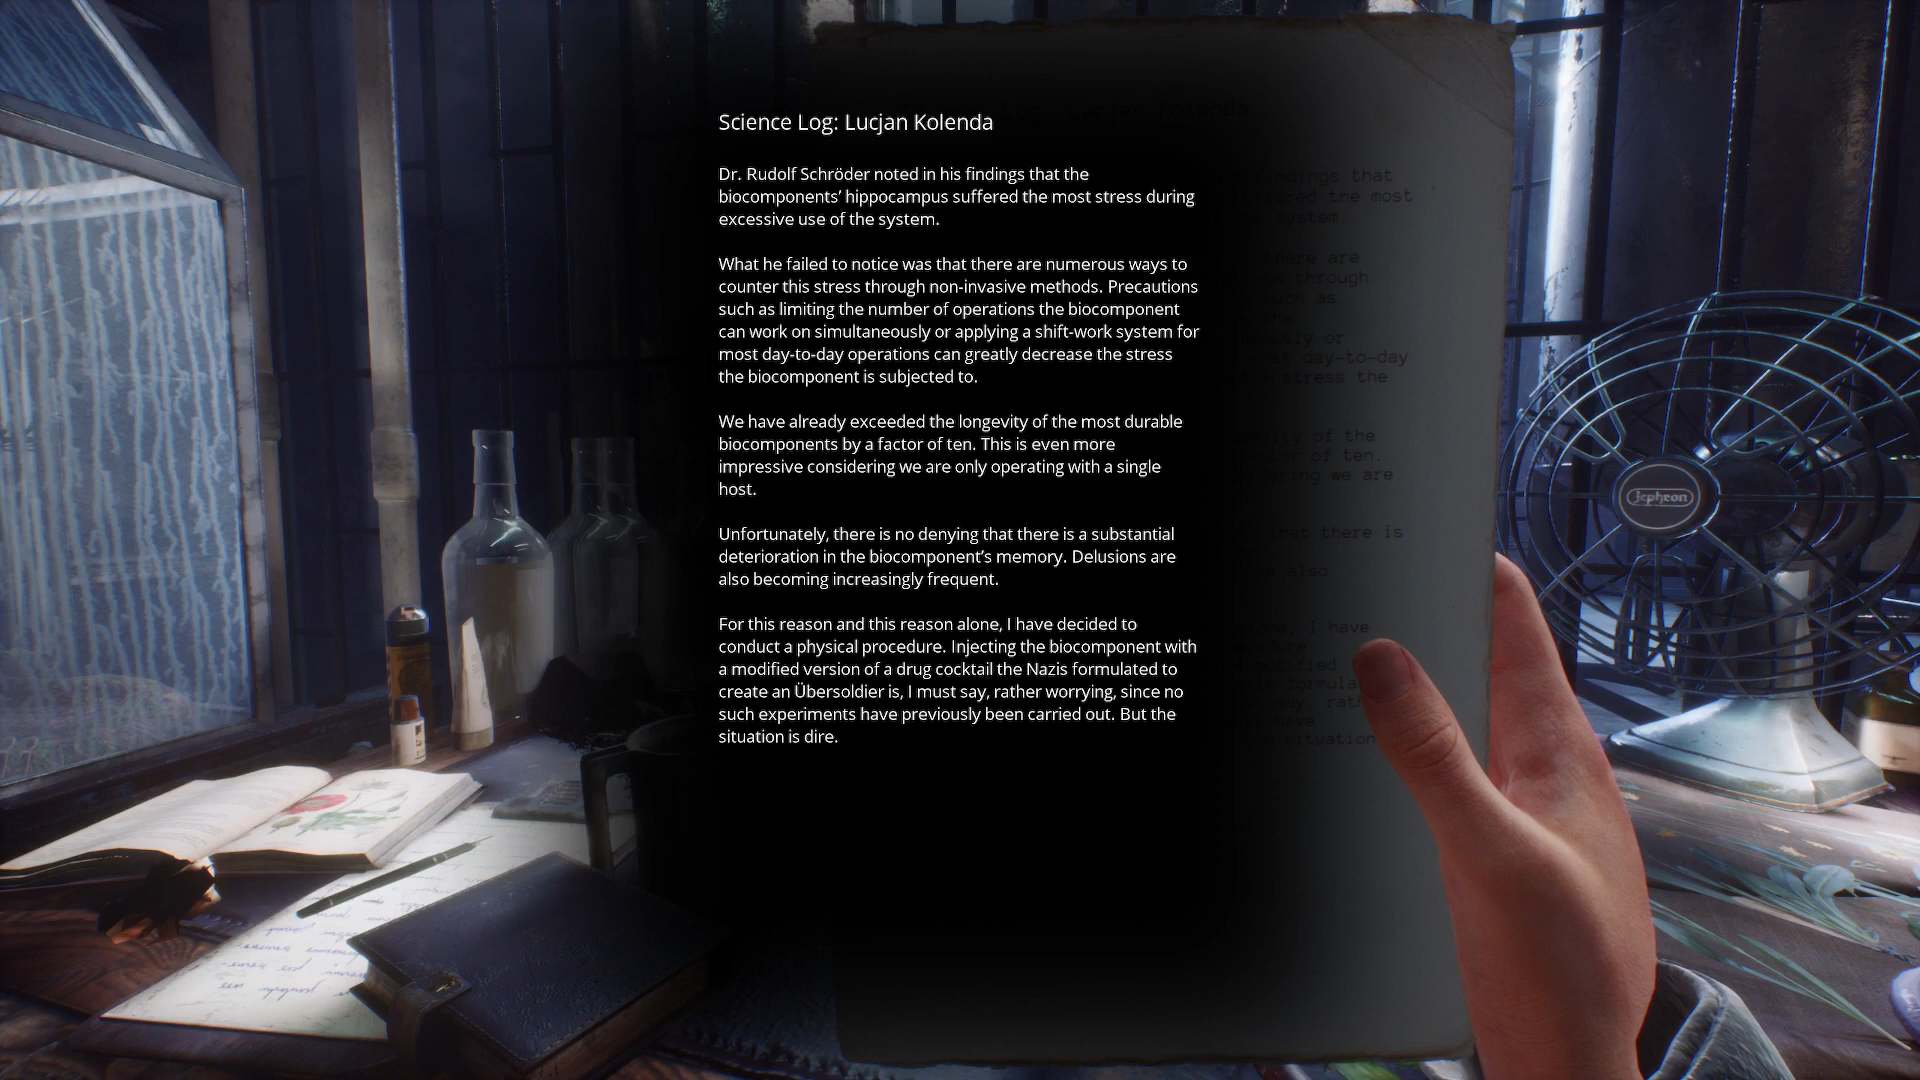 Science Log: Lucjan Kolenda
Dr. Rudolf Schröder noted in his findings that the
biocomponents’ hippocampus suffered the most stress during
excessive use of the system.
What he failed to notice was that there are numerous ways to
counter this stress through non-invasive methods. Precautions
such as limiting the number of operations the biocomponent
can work on simultaneously or applying a shift-work system for
most day-to-day operations can greatly decrease the stress
the biocomponent is subjected to.
We have already exceeded the longevity of the most durable
biocomponents by a factor of ten. This is even more
impressive considering we are only operating with a single
host.
Unfortunately, there is no denying that there is a substantial
deterioration in the biocomponent’s memory. Delusions are
also becoming increasingly frequent.
For this reason and this reason alone, I have decided to
conduct a physical procedure. Injecting the biocomponent with
a modified version of a drug cocktail the Nazis formulated to
create an Übersoldier is, I must say, rather worrying, since no
such experiments have previously been carried out. But the
situation is dire.